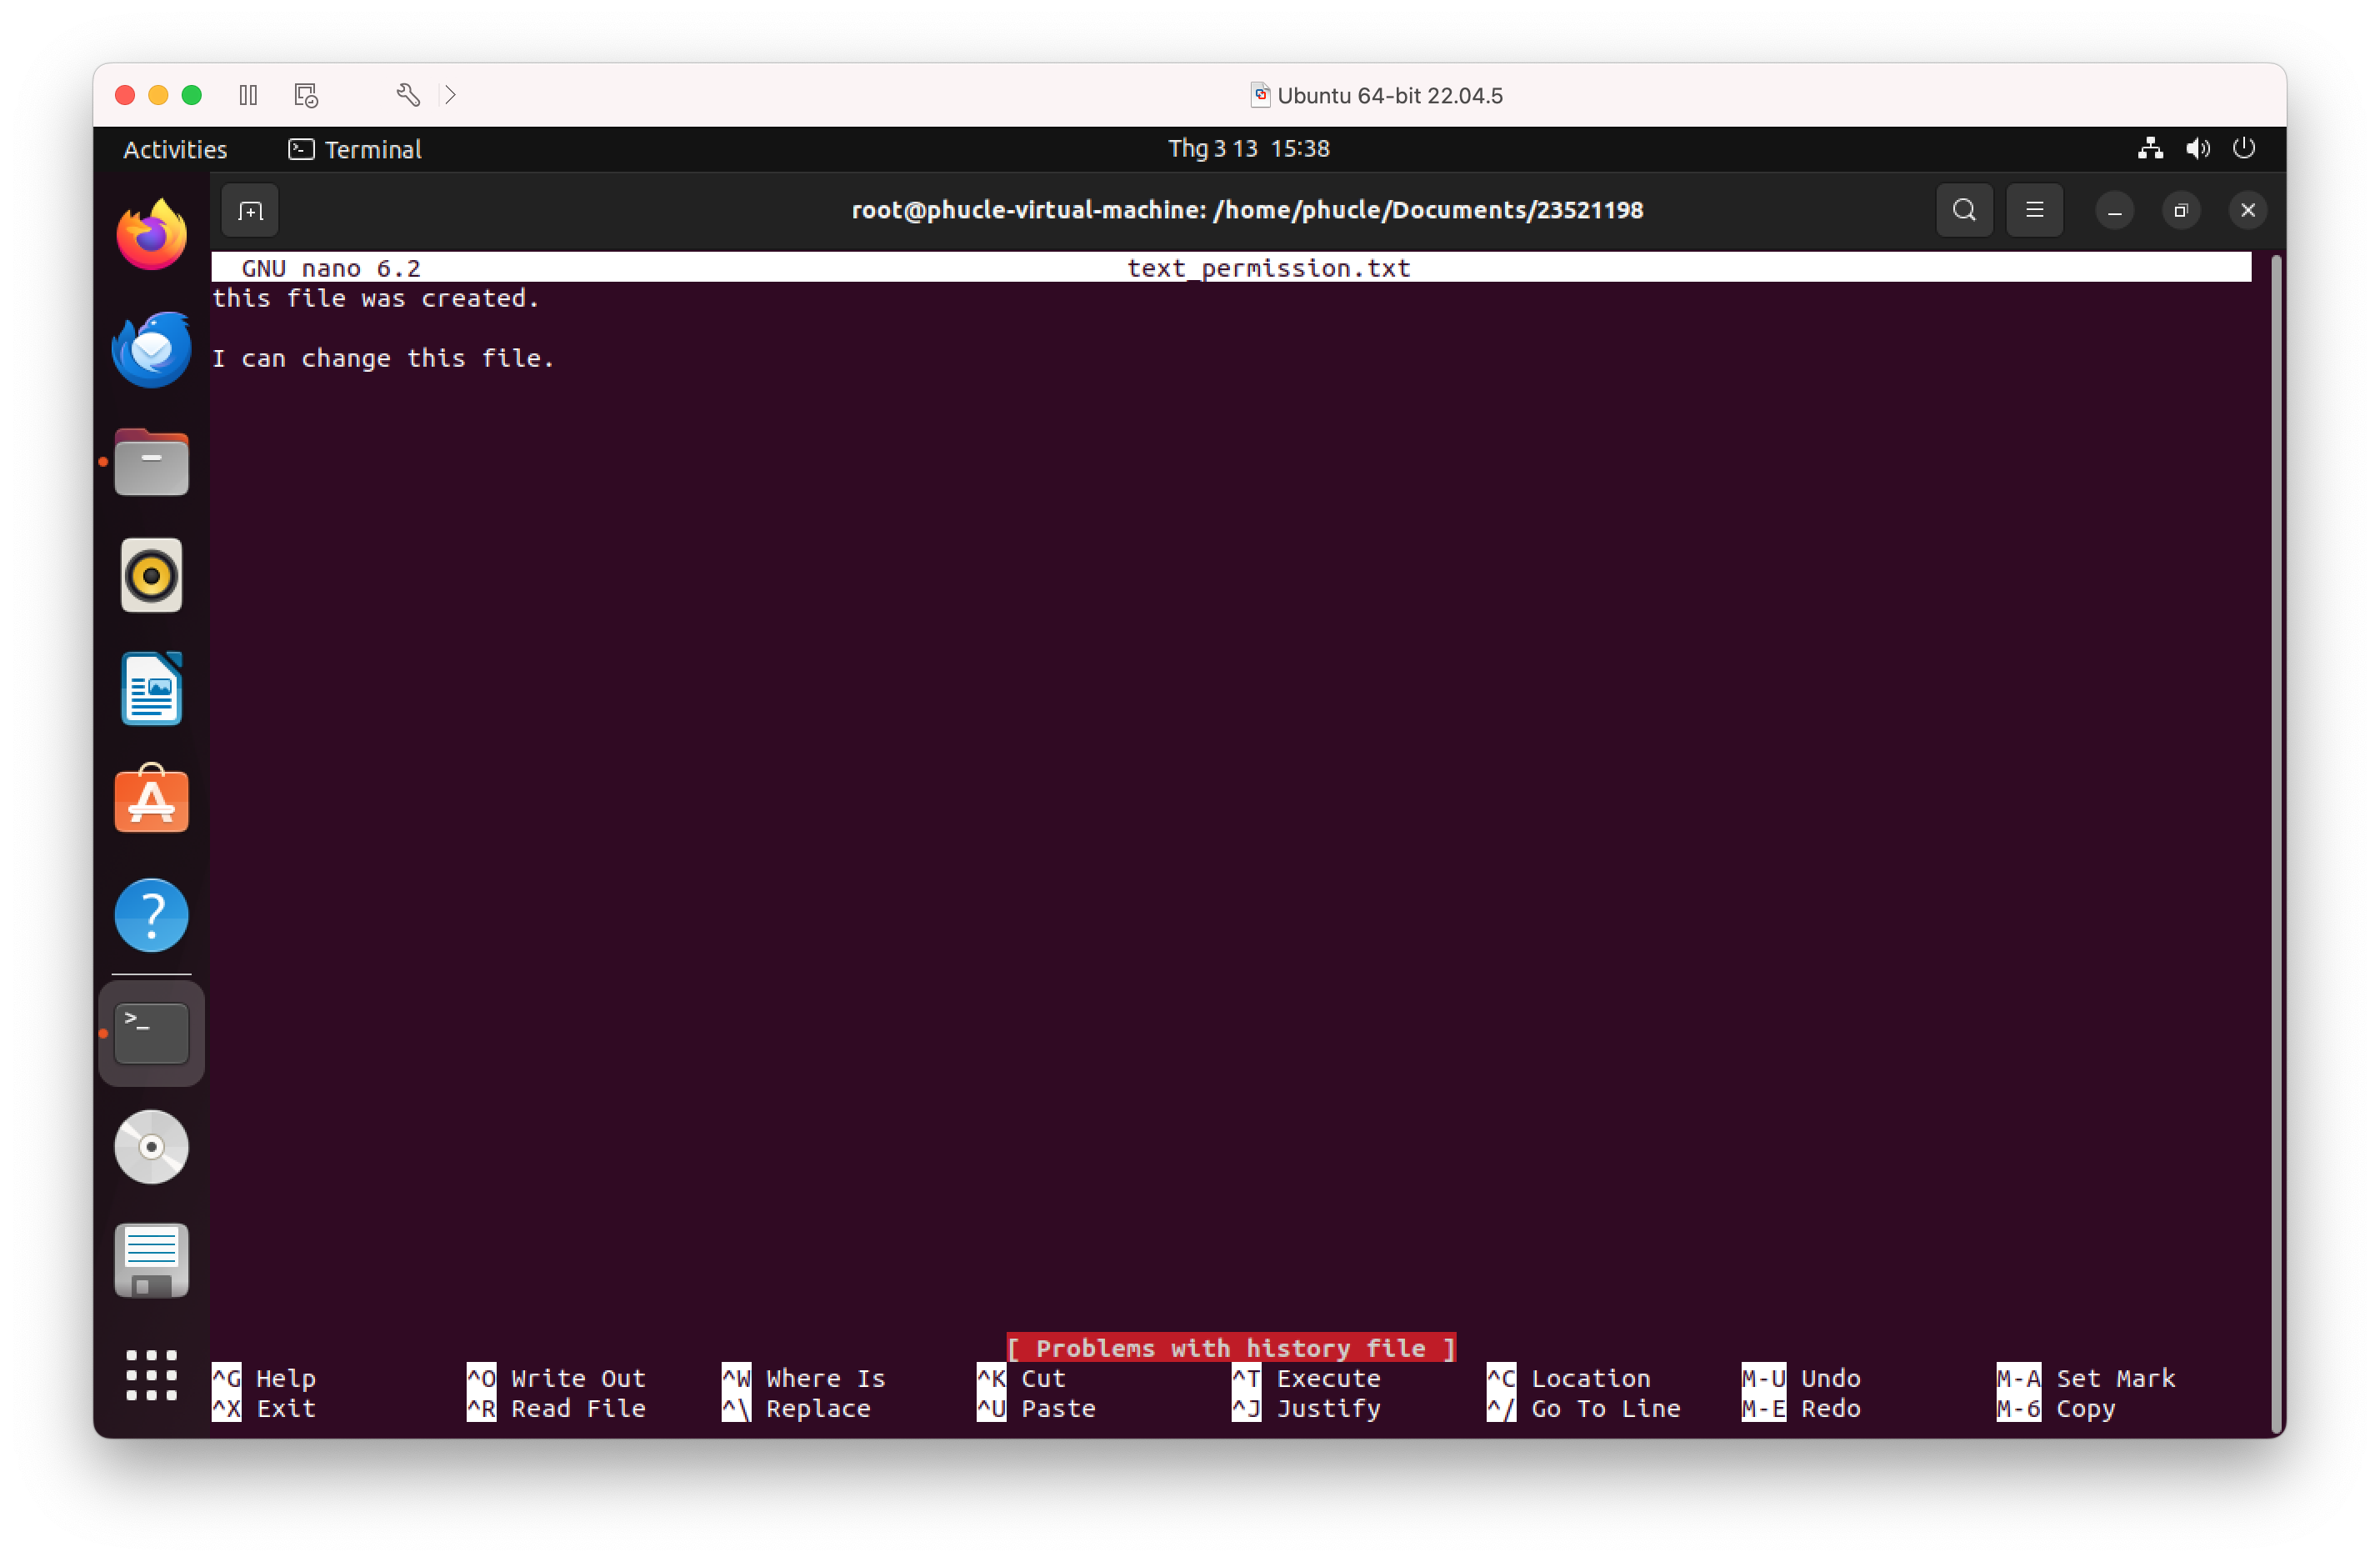 Ubuntu 64-bit 22.04.5
Activities Terminal Thg 3 13 15:38
root@phucle-virtual-machine: /home/phucle/Documents/23521198
GNU nano 6.2 text_permission.txt
this file was created.
I can change this file.
[ Problems with history file ]
^G Help ^O Write Out ^W Where Is ^K Cut ^T Execute ^C Location M-U Undo M-A Set Mark
^X Exit ^R Read File ^\ Replace ^U Paste ^J Justify ^/ Go To Line M-E Redo M-6 Copy